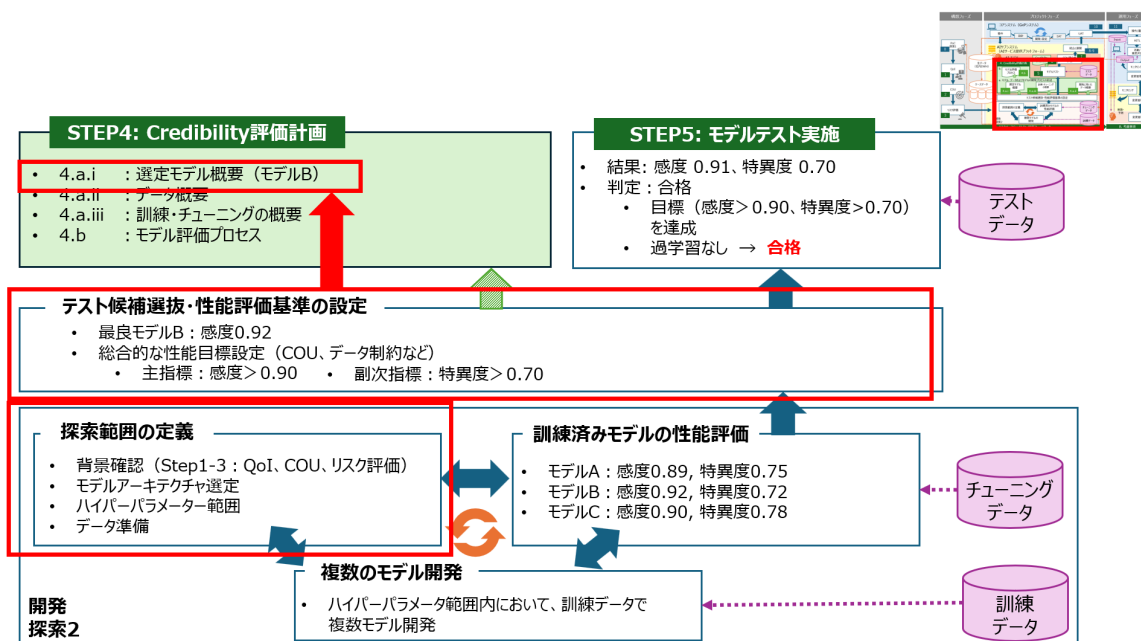 STEP4: Credibility評価計画
• 4.a.i : 選定モデル概要（モデルB）
• 4.a.ii : データ概要
• 4.a.iii : 訓練・チューニングの概要
• 4.b : モデル評価プロセス
STEP5: モデルテスト実施
• 結果: 感度 0.91、特異度 0.70
• 判定：合格
• 目標（感度＞0.90、特異度>0.70）
を達成
• 過学習なし → 合格
テスト
データ
テスト候補選抜・性能評価基準の設定
• 最良モデルB：感度0.92
• 総合的な性能目標設定（COU、データ制約など）
• 主指標：感度＞0.90 • 副次指標：特異度＞0.70
探索範囲の定義
• 背景確認（Step1-3：QoI、COU、リスク評価）
• モデルアーキテクチャ選定
• ハイパーパラメーター範囲
• データ準備
訓練済みモデルの性能評価
• モデルA：感度0.89, 特異度0.75
• モデルB：感度0.92, 特異度0.72
• モデルC：感度0.90, 特異度0.78
チューニング
データ
複数のモデル開発
• ハイパーパラメータ範囲内において、訓練データで
複数モデル開発
訓練
データ
開発
探索2